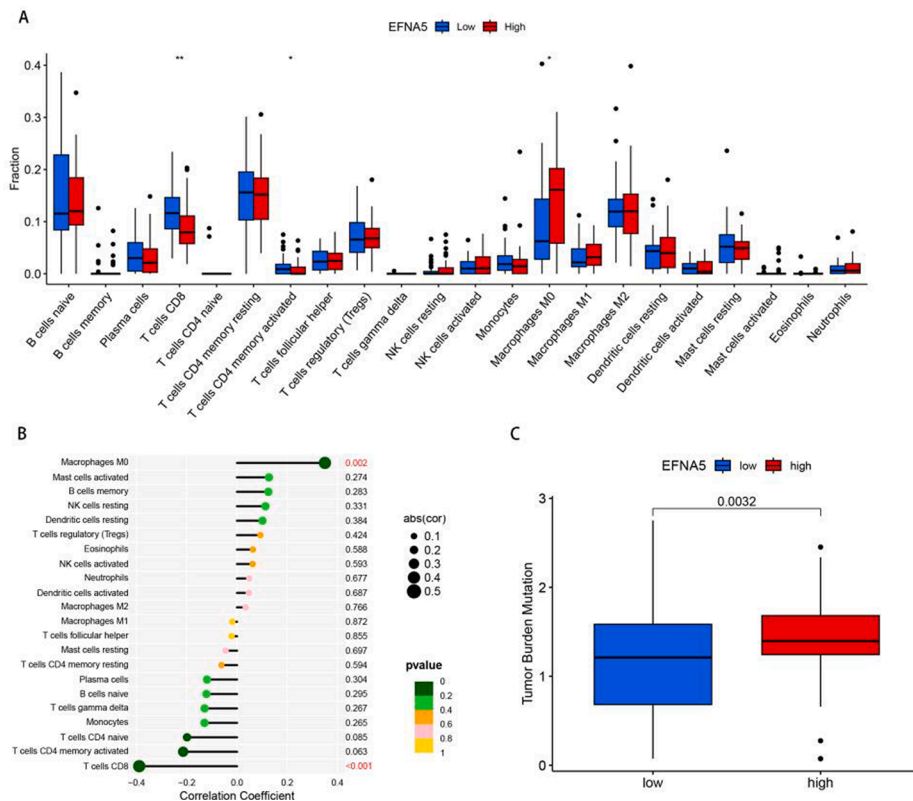 A
EFNA5 Low High
** * *
0.4
0.3
0.2
0.1
0.0
Fraction
B cells naive
B cells memory
Plasma cells
T cells CD8
T cells CD4 naive
T cells CD4 memory resting
T cells CD4 memory activated
T cells follicular helper
T cells regulatory (Tregs)
T cells gamma delta
NK cells resting
NK cells activated
Monocytes
Macrophages M0
Macrophages M1
Macrophages M2
Dendritic cells resting
Dendritic cells activated
Mast cells resting
Mast cells activated
Eosinophils
Neutrophils
B
Macrophages M0 0.002
Mast cells activated 0.274
B cells memory 0.283
NK cells resting 0.331
Dendritic cells resting 0.384
T cells regulatory (Tregs) 0.424
Eosinophils 0.588
NK cells activated 0.593
Neutrophils 0.677
Dendritic cells activated 0.687
Macrophages M2 0.766
Macrophages M1 0.872
T cells follicular helper 0.855
Mast cells resting 0.697
T cells CD4 memory resting 0.594
Plasma cells 0.304
B cells naive 0.295
T cells gamma delta 0.267
Monocytes 0.265
T cells CD4 naive 0.085
T cells CD4 memory activated 0.063
T cells CD8 <0.001
−0.4 −0.2 0.0 0.2 0.4
Correlation Coefficient
abs(cor)
0.1
0.2
0.3
0.4
0.5
pvalue
0
0.2
0.4
0.6
0.8
1
C
EFNA5 low high
0.0032
3
2
1
0
Tumor Burden Mutation
low high